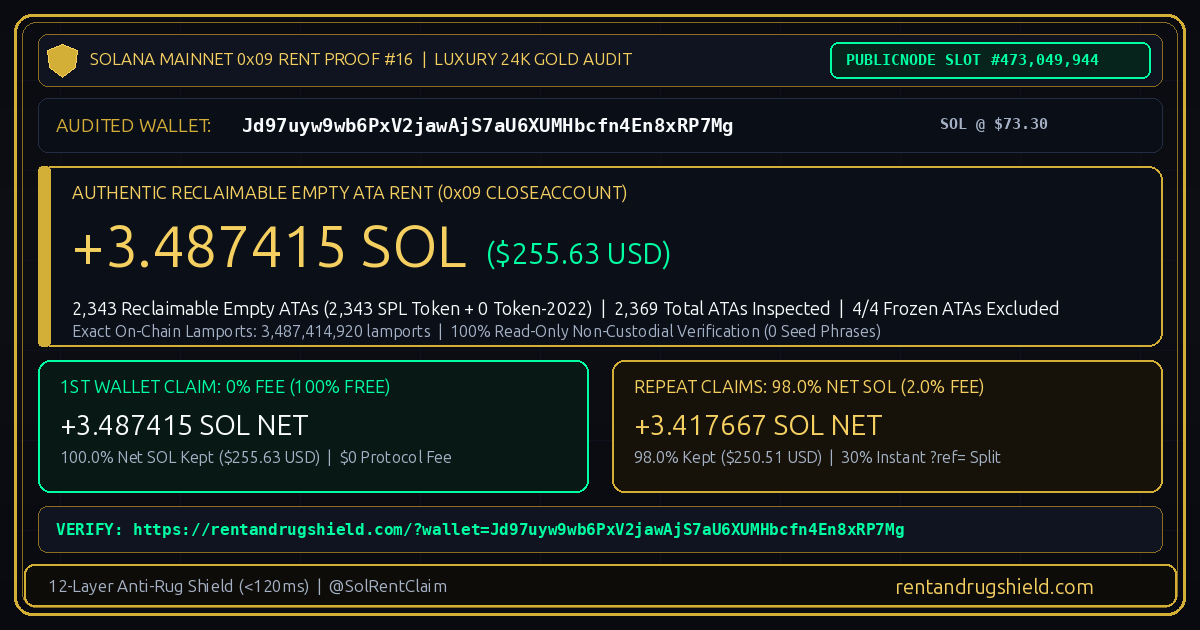 SOLANA MAINNET 0x09 RENT PROOF #16 | LUXURY 24K GOLD AUDIT
PUBLICNODE SLOT #473,049,944
AUDITED WALLET: Jd97uyw9wb6PxV2jawAjS7aU6XUMHbcfn4En8xRP7Mg
SOL @ $73.30
AUTHENTIC RECLAIMABLE EMPTY ATA RENT (0x09 CLOSEACCOUNT)
+3.487415 SOL ($255.63 USD)
2,343 Reclaimable Empty ATAs (2,343 SPL Token + 0 Token-2022) | 2,369 Total ATAs Inspected | 4/4 Frozen ATAs Excluded
Exact On-Chain Lamports: 3,487,414,920 lamports | 100% Read-Only Non-Custodial Verification (0 Seed Phrases)
1ST WALLET CLAIM: 0% FEE (100% FREE)
+3.487415 SOL NET
100.0% Net SOL Kept ($255.63 USD) | $0 Protocol Fee
REPEAT CLAIMS: 98.0% NET SOL (2.0% FEE)
+3.417667 SOL NET
98.0% Kept ($250.51 USD) | 30% Instant ?ref= Split
VERIFY: https://rentandrugshield.com/?wallet=Jd97uyw9wb6PxV2jawAjS7aU6XUMHbcfn4En8xRP7Mg
12-Layer Anti-Rug Shield (<120ms) | @SolRentClaim
rentandrugshield.com